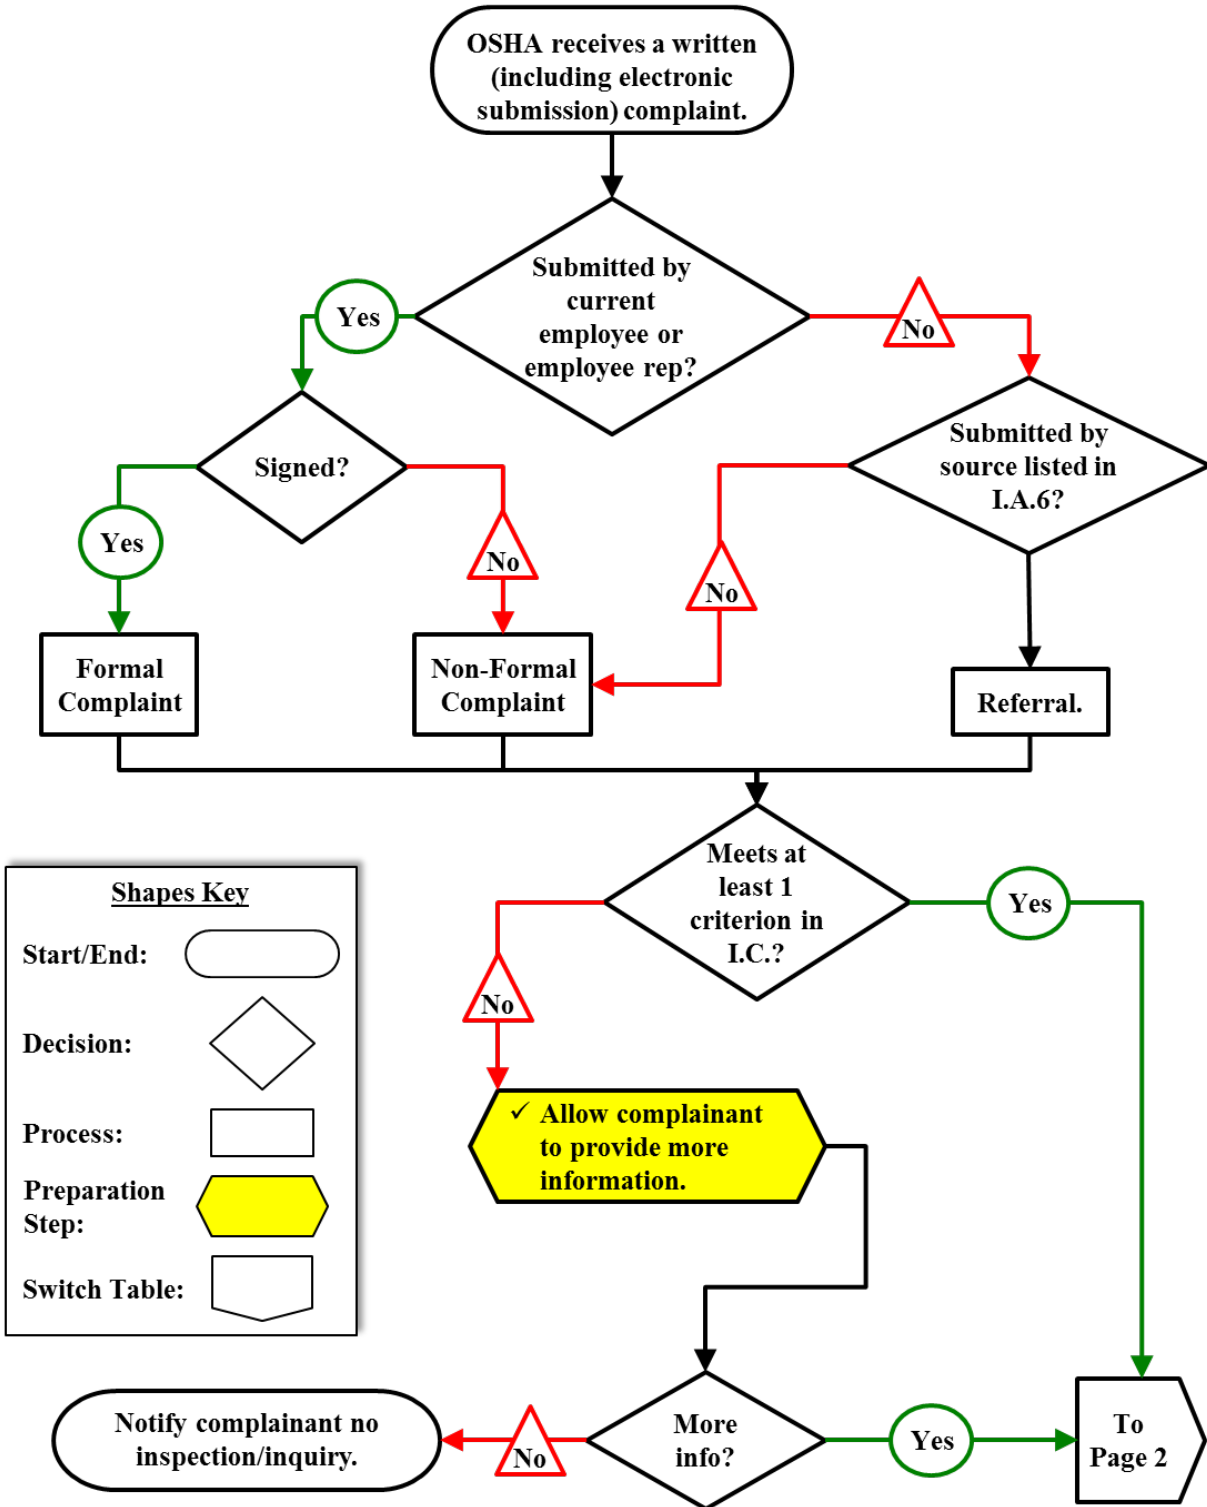 OSHA receives a written
(including electronic
submission) complaint.
Submitted by
current
employee or
employee rep?
Yes
No
Signed?
Submitted by
source listed in
I.A.6?
Yes
No
No
Formal
Complaint
Non-Formal
Complaint
Referral.
Meets at
least 1
criterion in
I.C.?
Yes
No
Shapes Key
Start/End:
Decision:
Process:
Preparation
Step:
Switch Table:
✓ Allow complainant
to provide more
information.
Notify complainant no
inspection/inquiry.
No
More
info?
Yes
To
Page 2